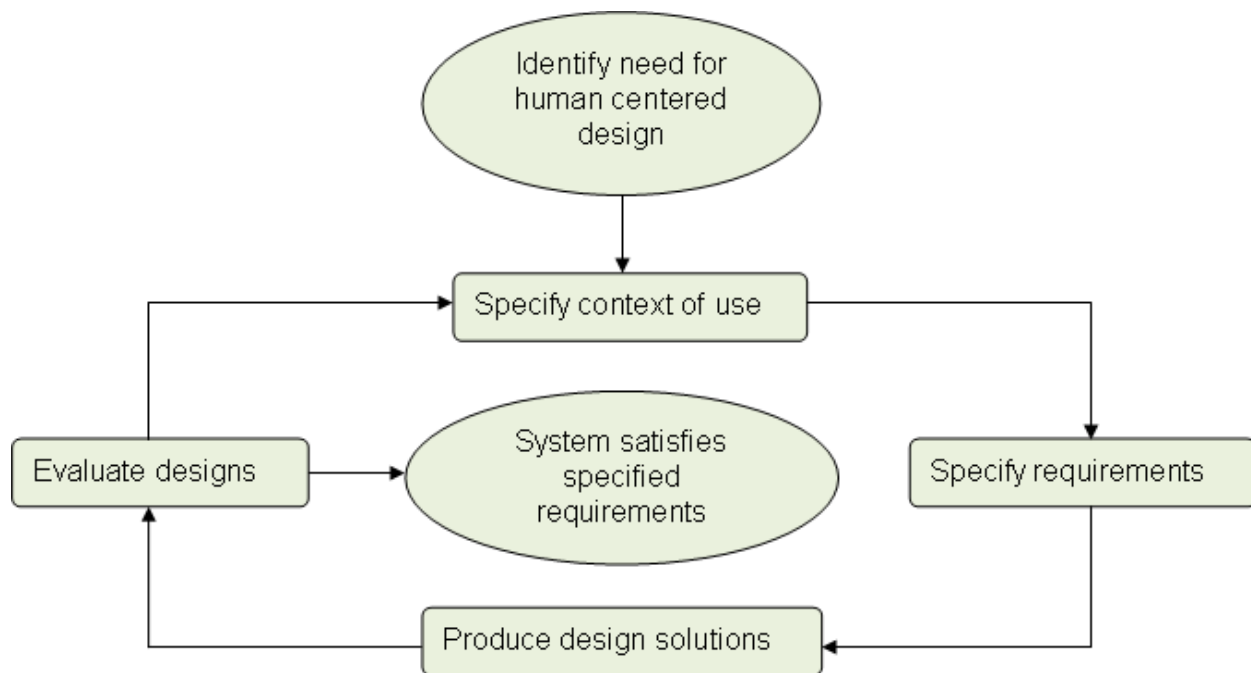 Identify need for
human centered
design
Specify context of use
Evaluate designs
System satisfies
specified
requirements
Specify requirements
Produce design solutions